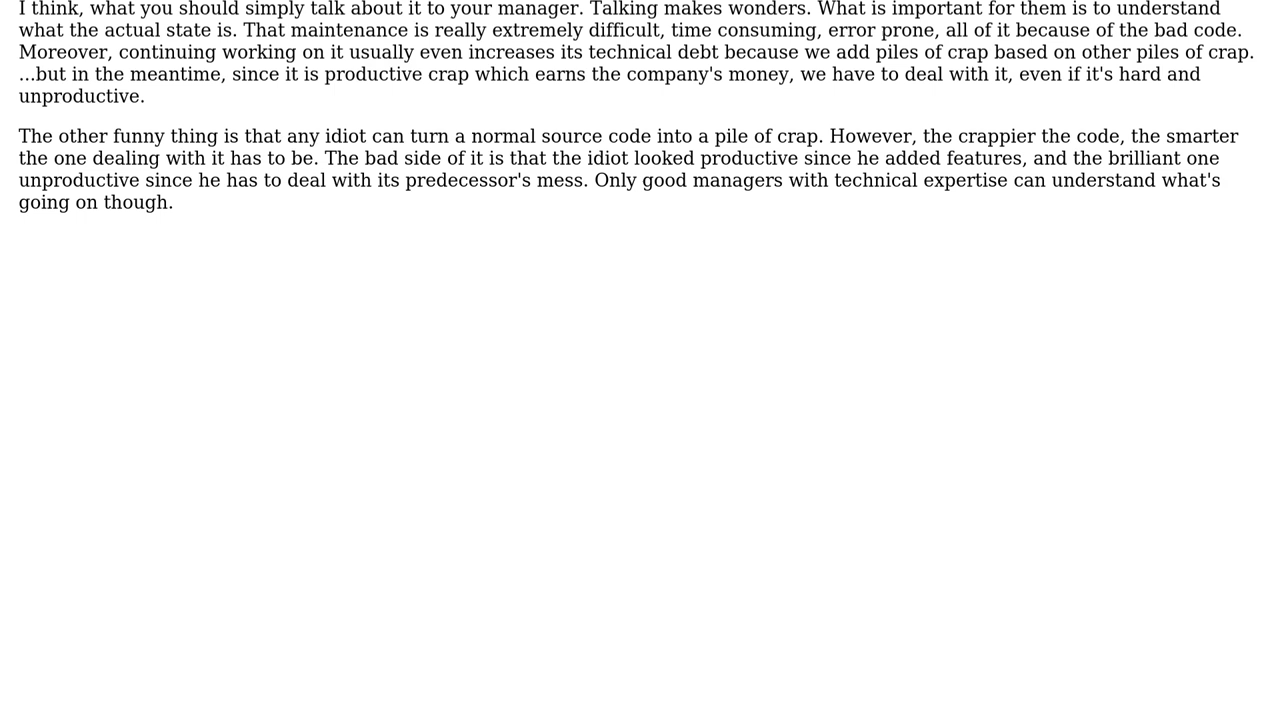 I think, what you should simply talk about it to your manager. Talking makes wonders. What is important for them is to understand
what the actual state is. That maintenance is really extremely difficult, time consuming, error prone, all of it because of the bad code.
Moreover, continuing working on it usually even increases its technical debt because we add piles of crap based on other piles of crap.
...but in the meantime, since it is productive crap which earns the company's money, we have to deal with it, even if it's hard and
unproductive.
The other funny thing is that any idiot can turn a normal source code into a pile of crap. However, the crappier the code, the smarter
the one dealing with it has to be. The bad side of it is that the idiot looked productive since he added features, and the brilliant one
unproductive since he has to deal with its predecessor's mess. Only good managers with technical expertise can understand what's
going on though.